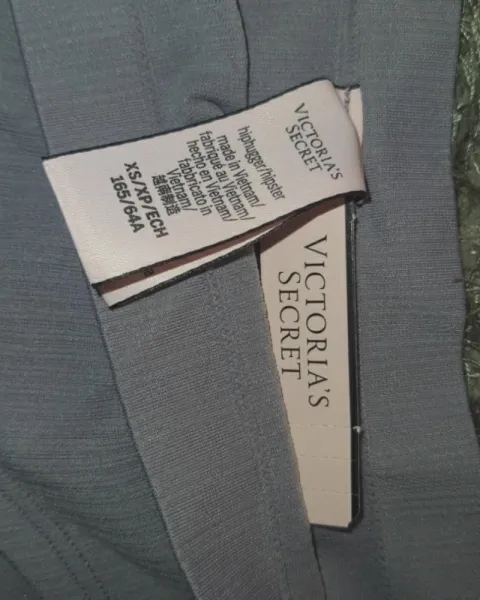 VICTORIA'S
SECRET
hiphugger/hipster
made in Vietnam/
fabriqué au Vietnam/
hecho en Vietnam/
越南制造
fabbricato in
Vietnam/
XS/XP/ECH
165/64A
VICTORIA'S
SECRET